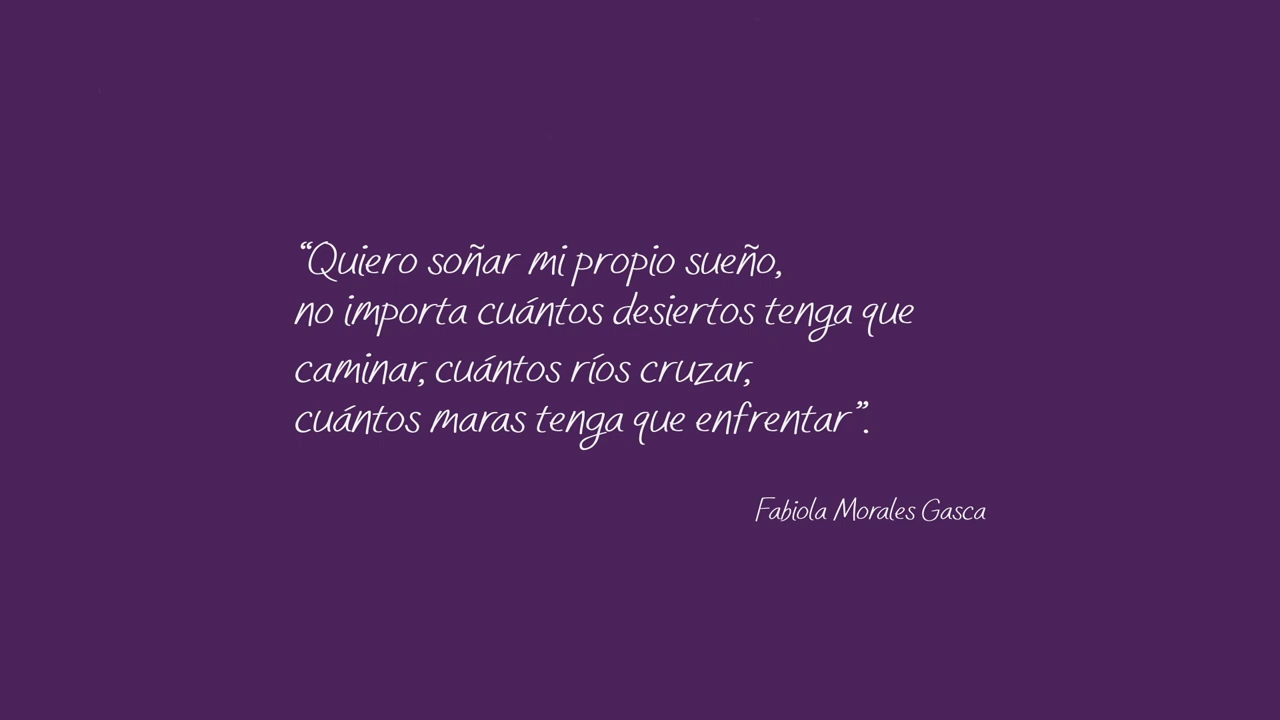 “Quiero soñar mi propio sueño,
no importa cuántos desiertos tenga que
caminar, cuántos ríos cruzar,
cuántos maras tenga que enfrentar”.
Fabiola Morales Gasca